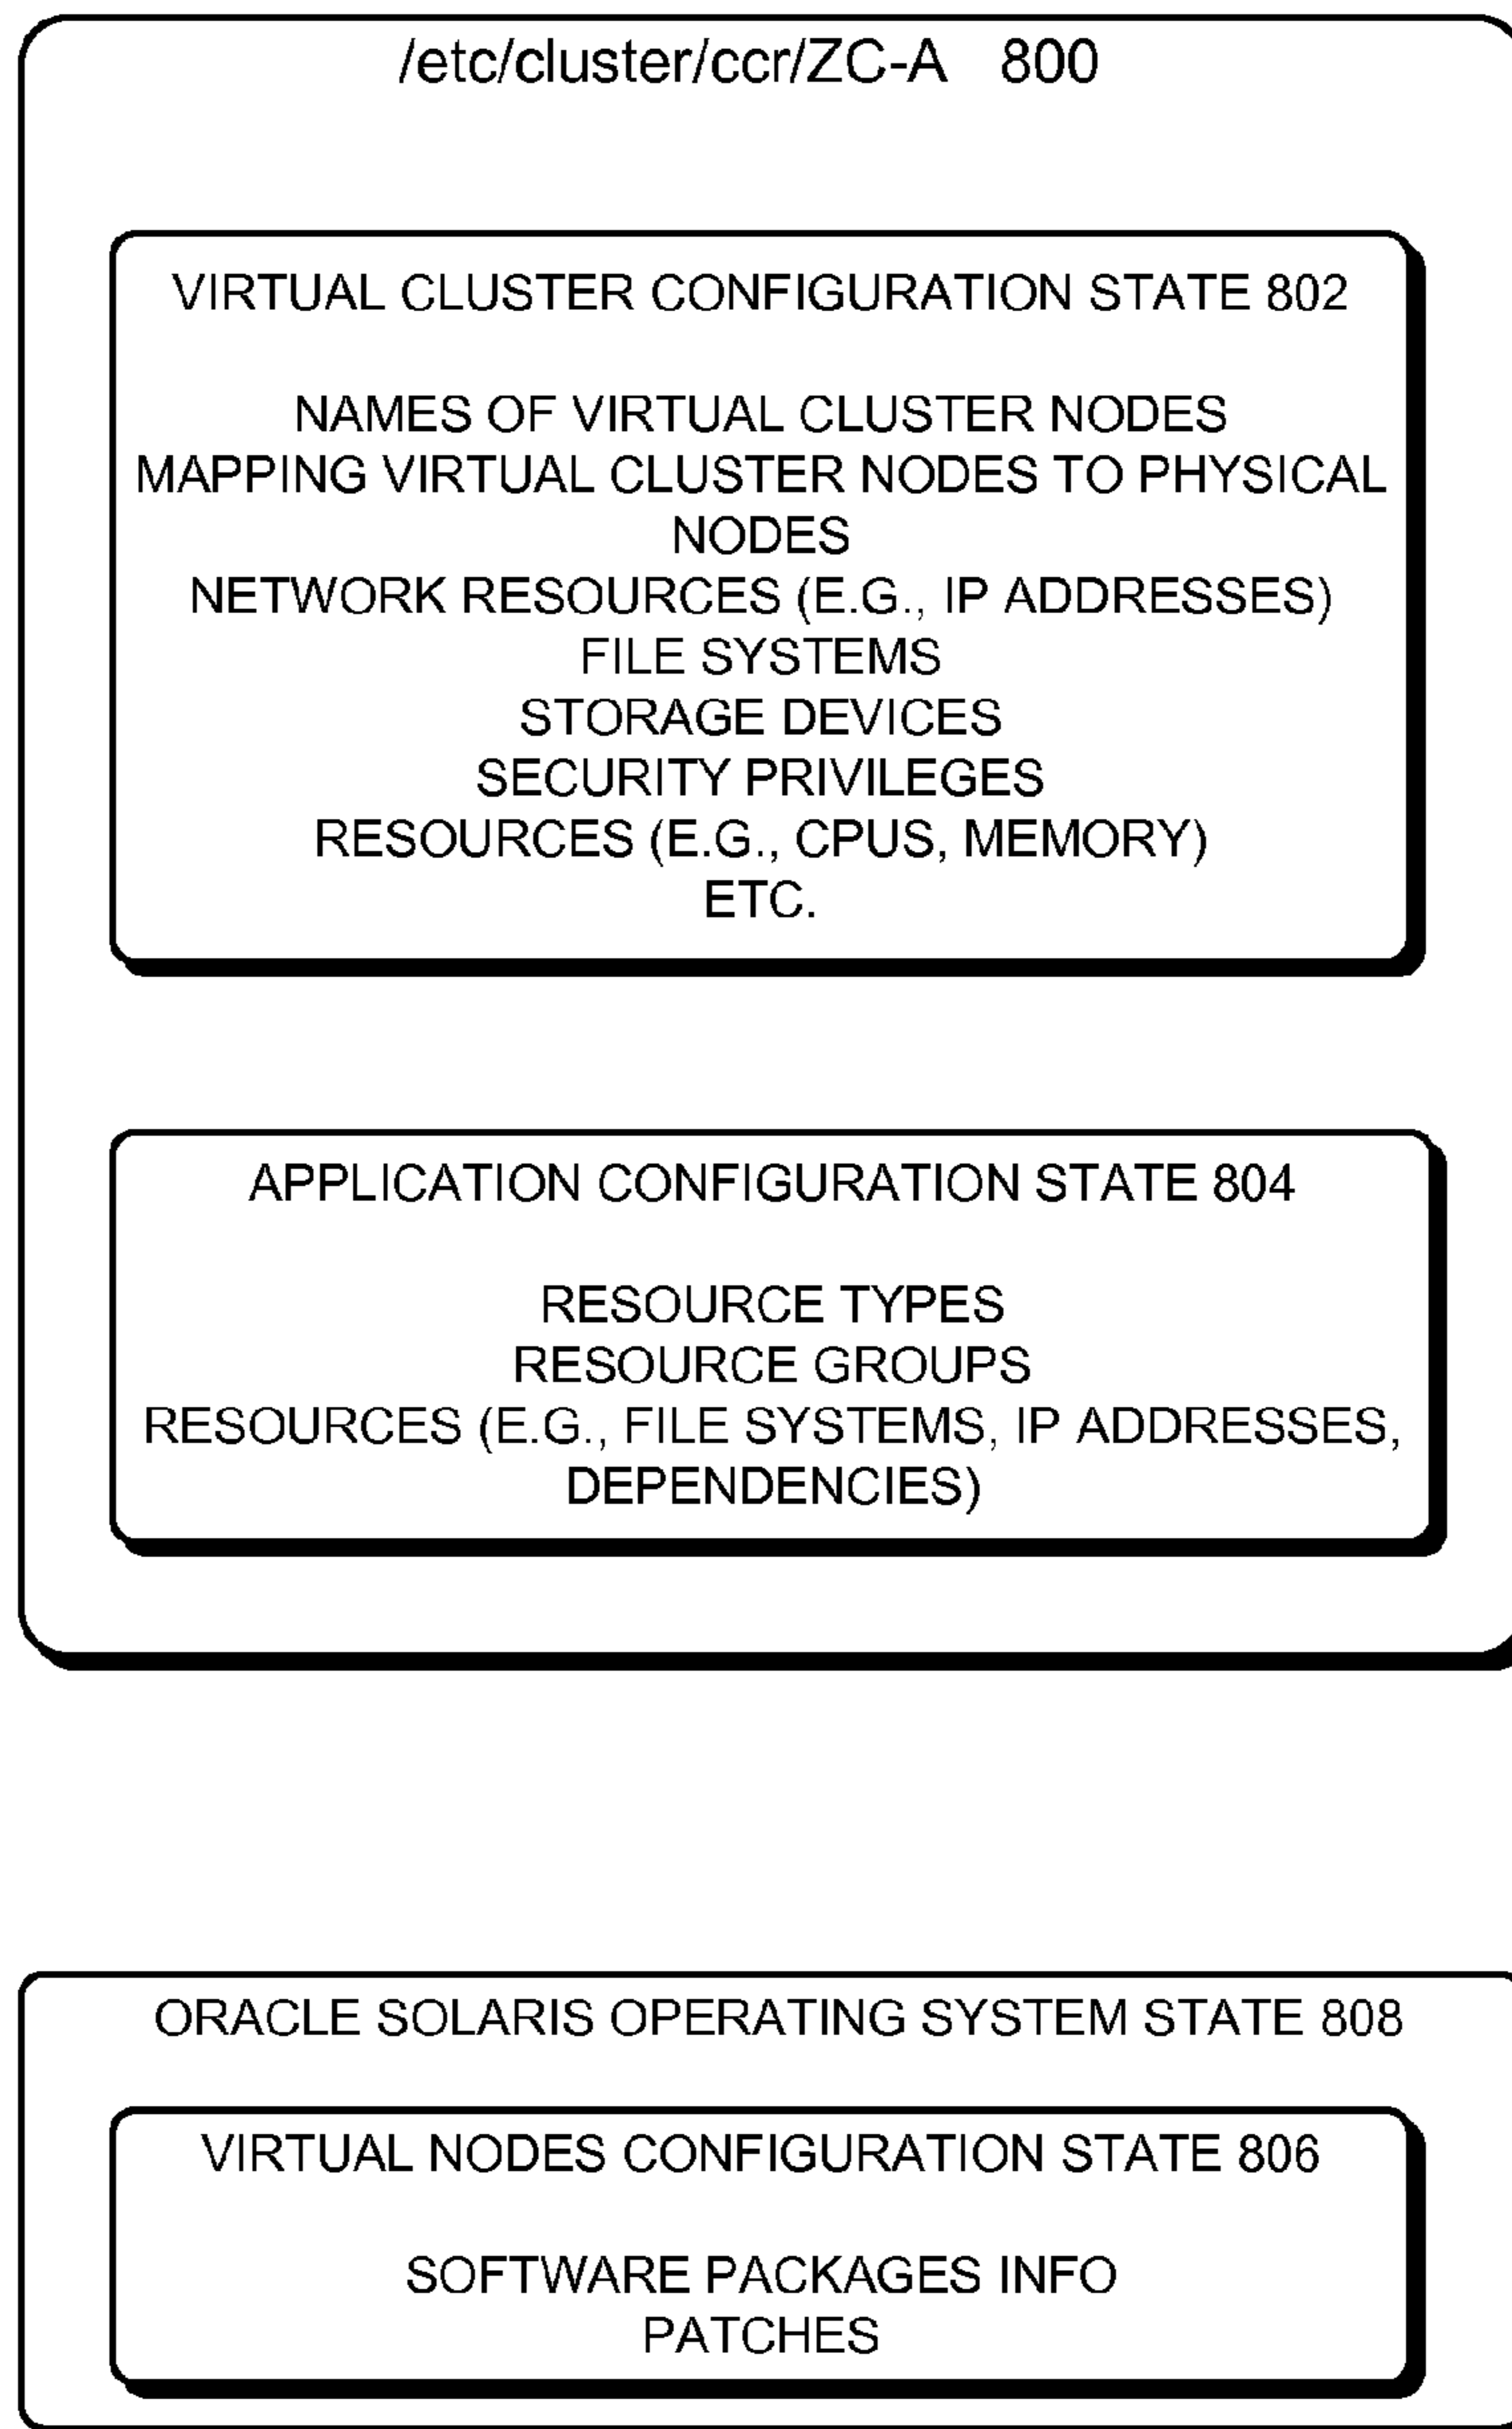 /etc/cluster/ccr/ZC-A 800
VIRTUAL CLUSTER CONFIGURATION STATE 802
NAMES OF VIRTUAL CLUSTER NODES
MAPPING VIRTUAL CLUSTER NODES TO PHYSICAL
NODES
NETWORK RESOURCES (E.G., IP ADDRESSES)
FILE SYSTEMS
STORAGE DEVICES
SECURITY PRIVILEGES
RESOURCES (E.G., CPUS, MEMORY)
ETC.
APPLICATION CONFIGURATION STATE 804
RESOURCE TYPES
RESOURCE GROUPS
RESOURCES (E.G., FILE SYSTEMS, IP ADDRESSES,
DEPENDENCIES)
ORACLE SOLARIS OPERATING SYSTEM STATE 808
VIRTUAL NODES CONFIGURATION STATE 806
SOFTWARE PACKAGES INFO
PATCHES